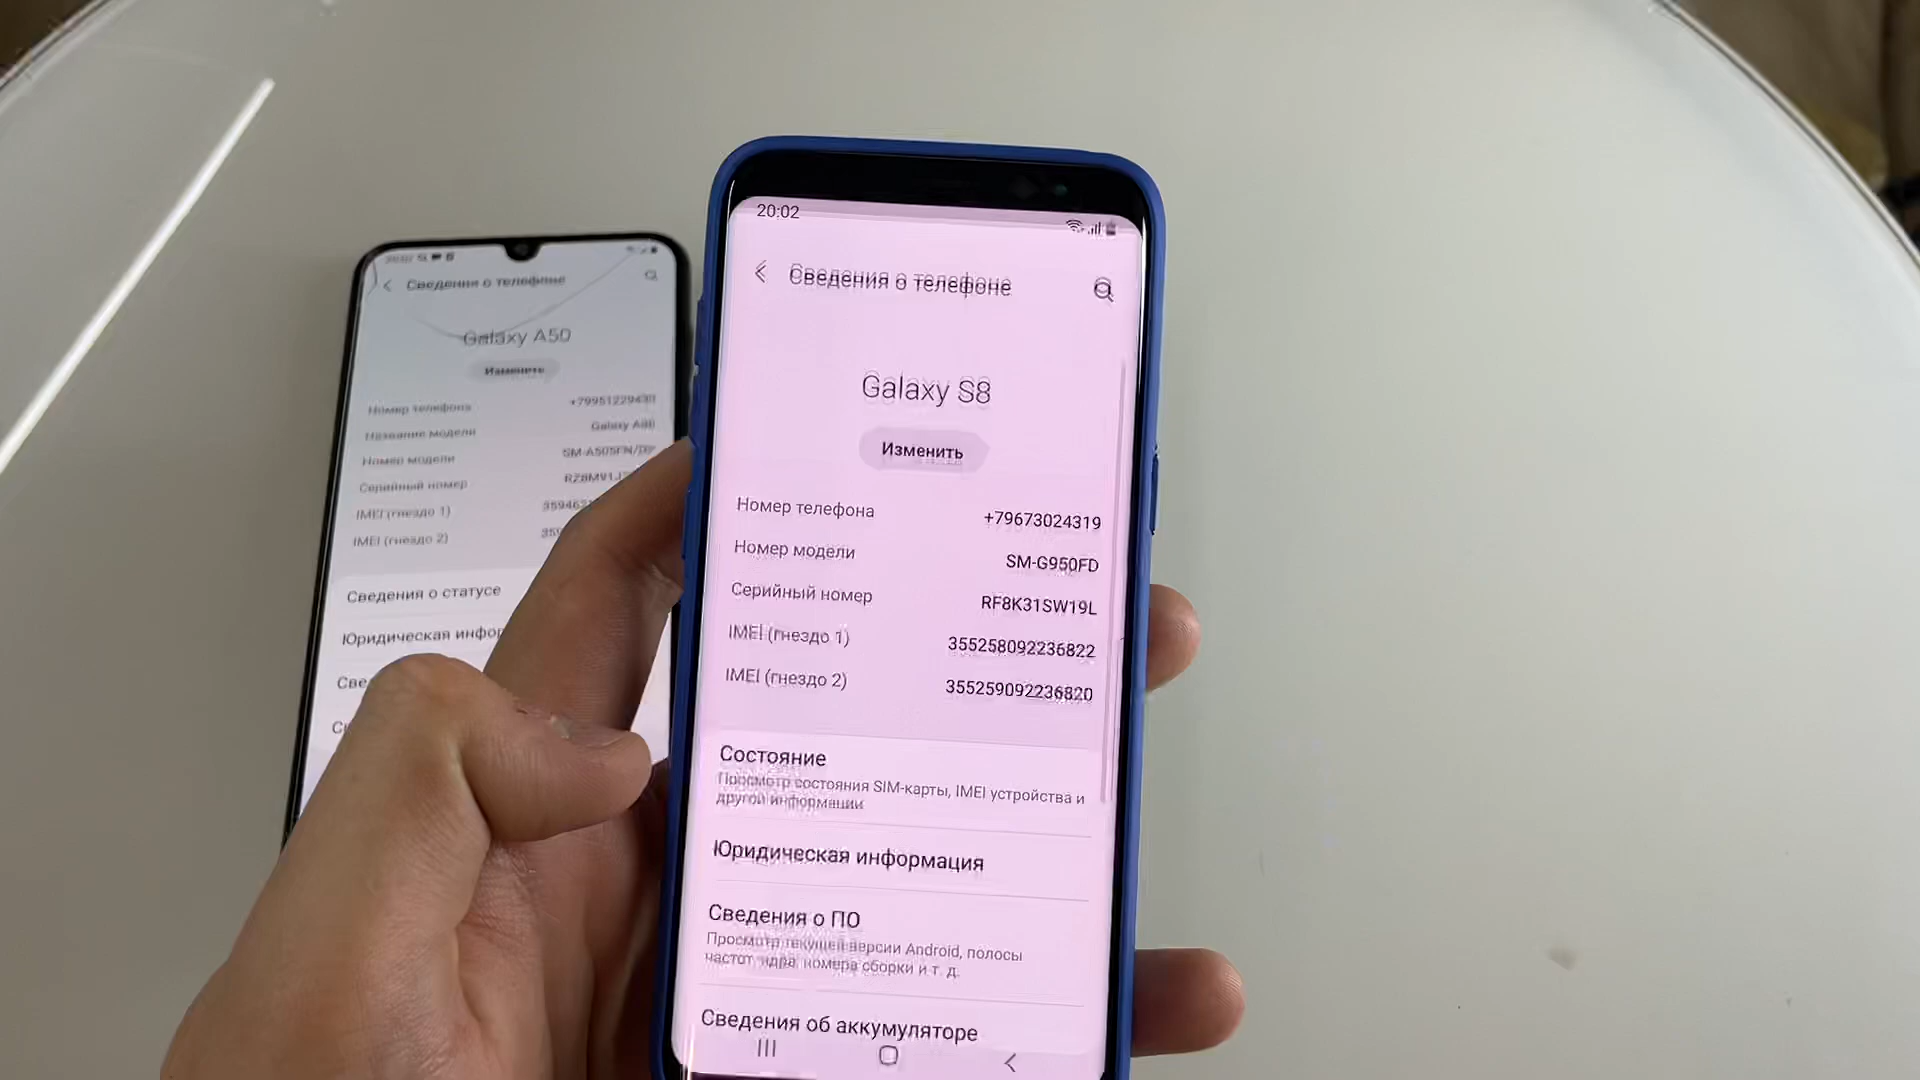 Сведения о телефоне
Galaxy A50
Изменить
Номер телефона
Название модели
Номер модели
Серийный номер
IMEI (гнездо 1)
IMEI (гнездо 2)
Сведения о статусе
Юридическая
20:02
Сведения о телефоне
Galaxy S8
Изменить
Номер телефона +79673024319
Номер модели SM-G950FD
Серийный номер RF8K31SW19L
IMEI (гнездо 1) 355258092236822
IMEI (гнездо 2) 355259092236820
Состояние
Просмотр состояния SIM-карты, IMEI устройства и
другой информации
Юридическая информация
Сведения о ПО
Просмотр текущей версии Android, полосы
частот, ядра, номера сборки и т. д.
Сведения об аккумуляторе